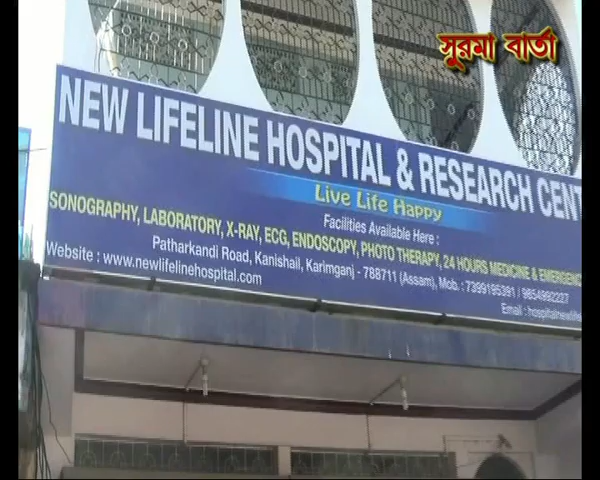 সুরমা বার্তা
NEW LIFELINE HOSPITAL & RESEARCH CENT
Live Life Happy
Facilities Available Here :
SONOGRAPHY, LABORATORY, X-RAY, ECG, ENDOSCOPY, PHOTO THERAPY, 24 HOURS MEDICINE & EMERGENC
Patharkandi Road, Kanishail, Karimganj - 788711 (Assam), Mob. : 7399195391 / 9854992227
Website : www.newlifelinehospital.com
Email : hospitalnewlife